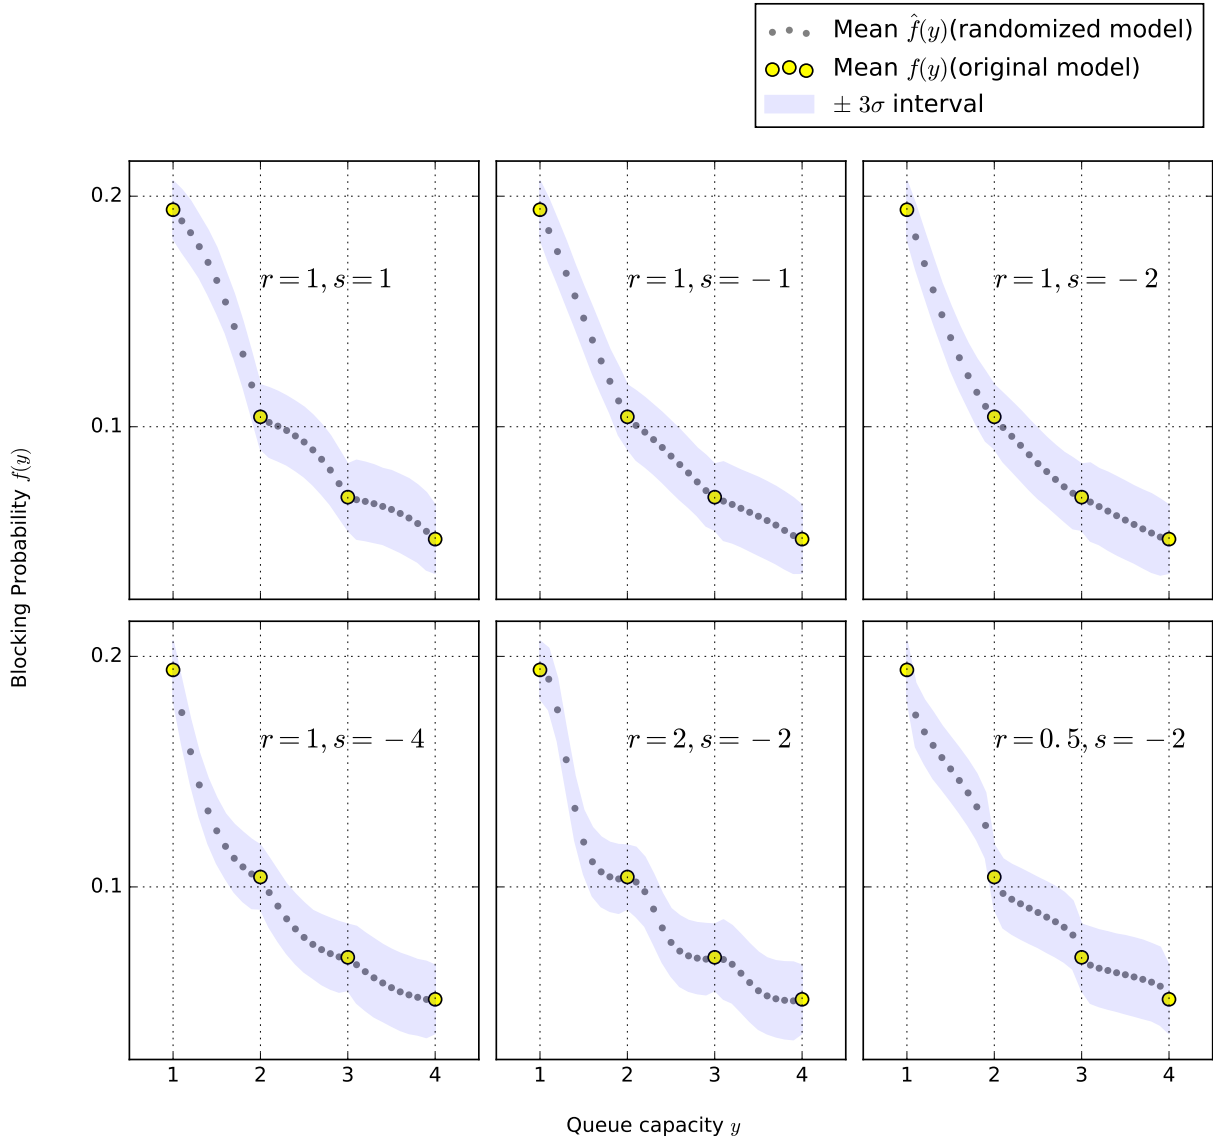 Mean f̂(y)(randomized model)
Mean f(y)(original model)
± 3σ interval
0.2
0.1
r = 1, s = 1
r = 1, s = − 1
r = 1, s = − 2
Blocking Probability f(y)
0.2
0.1
r = 1, s = − 4
r = 2, s = − 2
r = 0.5, s = − 2
1 2 3 4 1 2 3 4 1 2 3 4
Queue capacity y